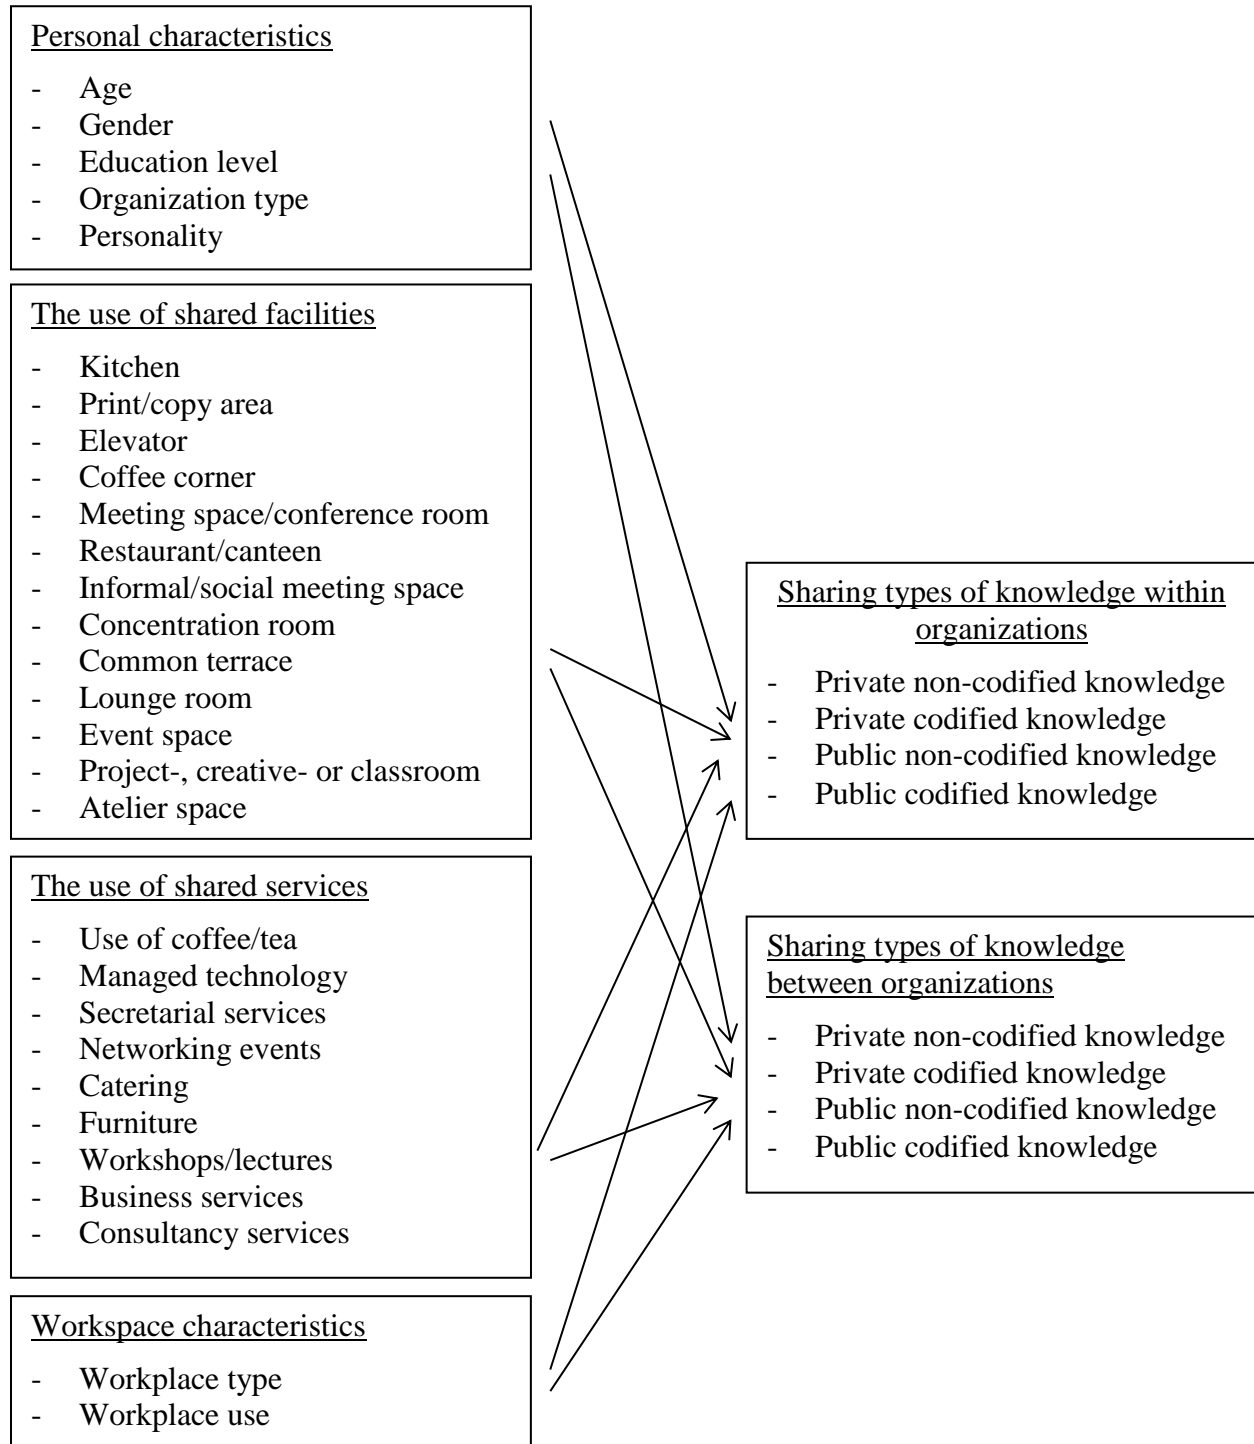 Personal characteristics
- Age
- Gender
- Education level
- Organization type
- Personality
The use of shared facilities
- Kitchen
- Print/copy area
- Elevator
- Coffee corner
- Meeting space/conference room
- Restaurant/canteen
- Informal/social meeting space
- Concentration room
- Common terrace
- Lounge room
- Event space
- Project-, creative- or classroom
- Atelier space
The use of shared services
- Use of coffee/tea
- Managed technology
- Secretarial services
- Networking events
- Catering
- Furniture
- Workshops/lectures
- Business services
- Consultancy services
Workspace characteristics
- Workplace type
- Workplace use
Sharing types of knowledge within
organizations
- Private non-codified knowledge
- Private codified knowledge
- Public non-codified knowledge
- Public codified knowledge
Sharing types of knowledge
between organizations
- Private non-codified knowledge
- Private codified knowledge
- Public non-codified knowledge
- Public codified knowledge